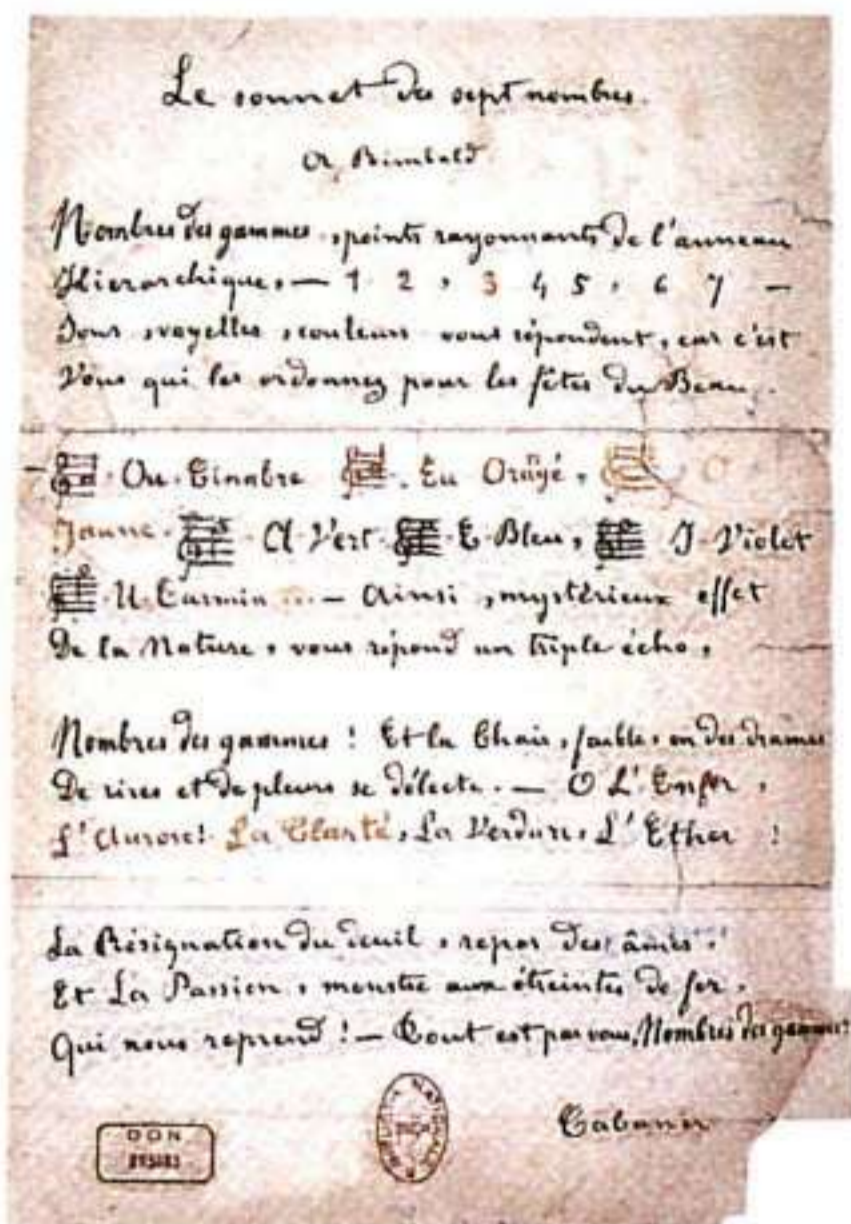 Le sonnet des sept nombres.
A Rimbald
Nombres des gammes, points rayonnants de l'anneau
Hierarchique, — 1 2, 3 4 5, 6 7 —
Sons, voyelles, couleurs vous répondent, car c'est
Vous qui les ordonnez pour les fêtes du Beau.
Ou Cinabre Eu Orangé, O
Jaune. A Vert E Bleu, I Violet
U Carmin ... — Ainsi, mystérieux effet
De la Nature, vous répond un triple écho,
Nombres des gammes ! Et la Chair, faible, en des drames
De rires et de pleurs se délecte. — O L'Enfer,
L'Aurore! La Clarté, La Verdure, L'Ether !
La Résignation du deuil, repos des âmes,
Et La Passion, monstre aux étreintes de fer,
Qui nous reprend ! — Tout est par vous, Nombres des gammes!
Cabaner
DON